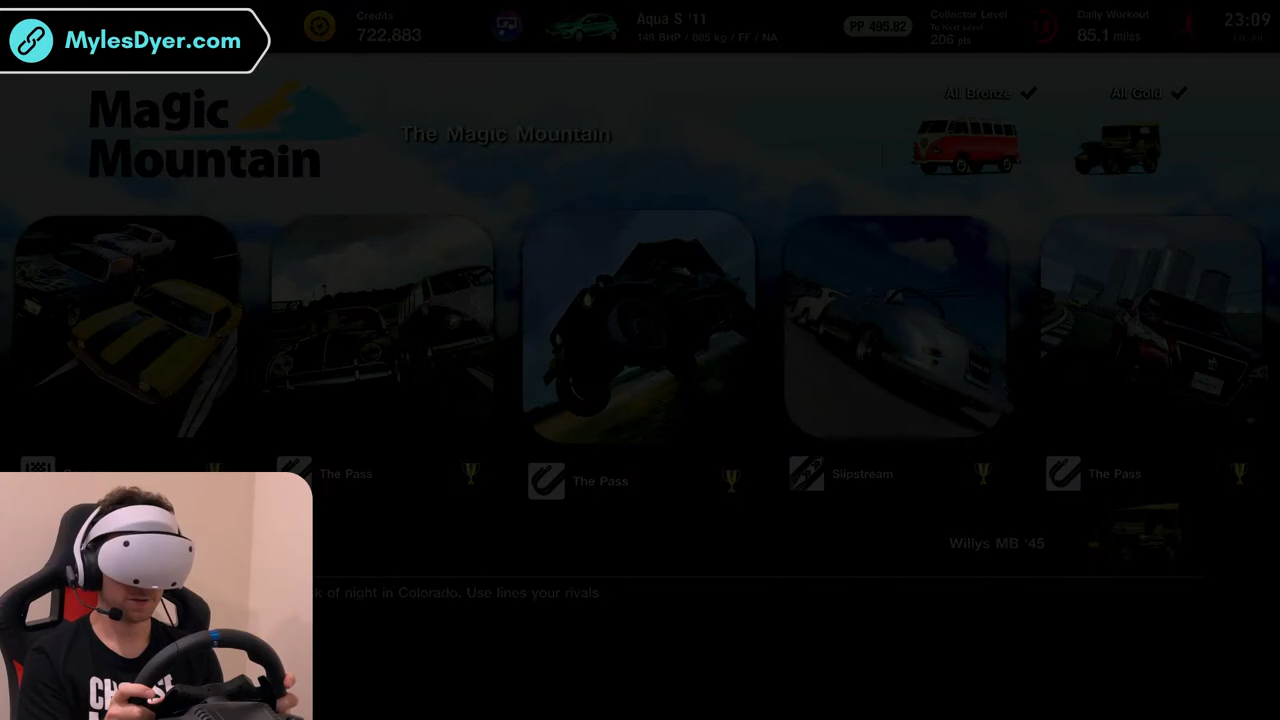 MylesDyer.com
Credits
722,883
Aqua S '11
149 BHP / 885 kg / FF / NA
PP 495.82
Collector Level
To Next Level
206 pts
Daily Workout
85.1 miles
23:09
Magic
Mountain
The Magic Mountain
All Bronze
All Gold
The Pass
The Pass
Slipstream
The Pass
Willys MB '45
of night in Colorado. Use lines your rivals